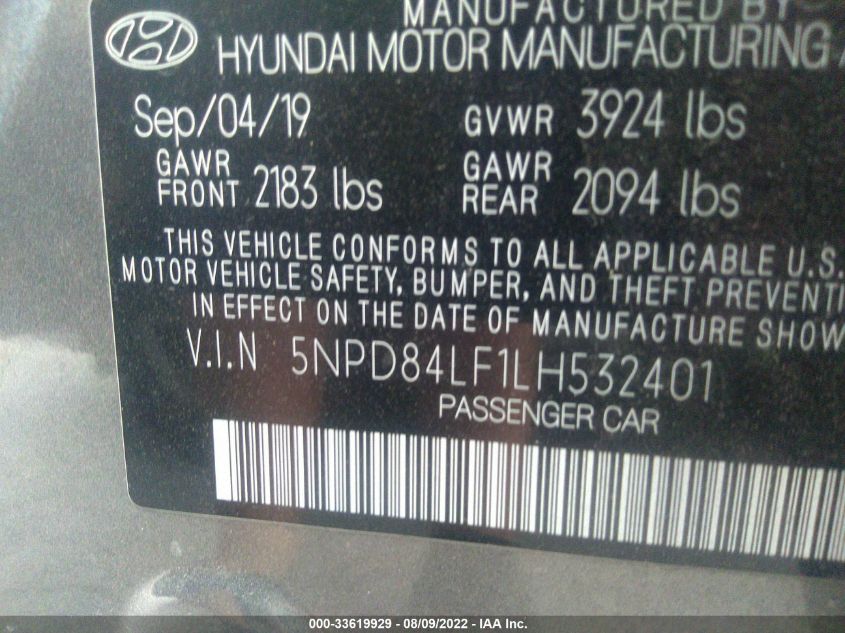 MANUFACTURED BY
HYUNDAI MOTOR MANUFACTURING
Sep/04/19 GVWR 3924 lbs
GAWR FRONT 2183 lbs GAWR REAR 2094 lbs
THIS VEHICLE CONFORMS TO ALL APPLICABLE U.S.
MOTOR VEHICLE SAFETY, BUMPER, AND THEFT PREVENTI
IN EFFECT ON THE DATE OF MANUFACTURE SHOW
V.I.N 5NPD84LF1LH532401
PASSENGER CAR
000-33619929 - 08/09/2022 - IAA Inc.